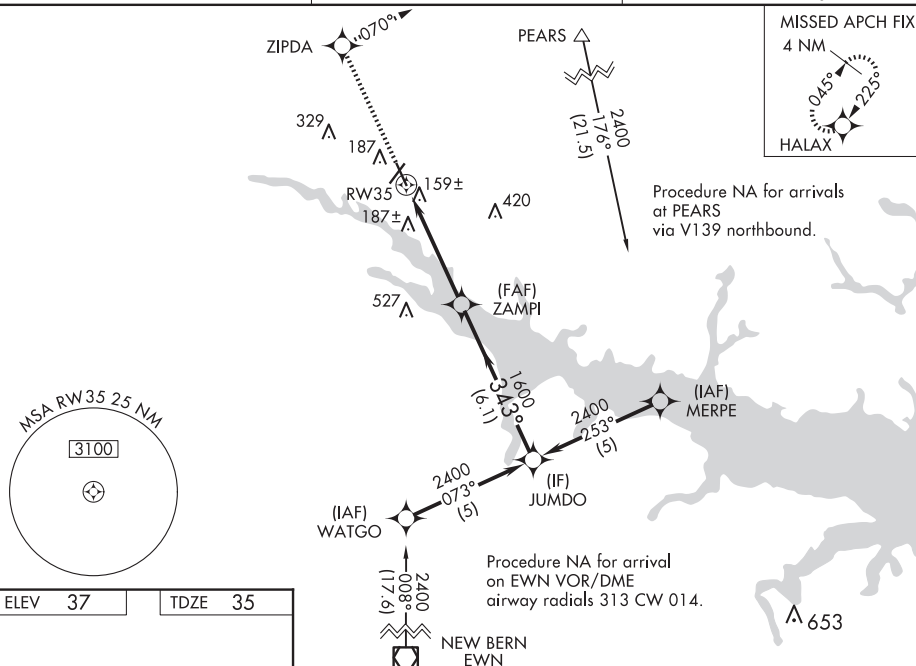 070°
ZIPDA
PEARS
MISSED APCH FIX
4 NM
045°
225°
HALAX
2400
176°
(21.5)
329
187
RW35
159±
187±
420
Procedure NA for arrivals
at PEARS
via V139 northbound.
527
(FAF)
ZAMPI
1600
343°
(6.1)
2400
253°
(5)
(IAF)
MERPE
MSA RW35 25 NM
3100
2400
073°
(5)
(IF)
JUMDO
(IAF)
WATGO
2400
008°
(17.6)
Procedure NA for arrival
on EWN VOR/DME
airway radials 313 CW 014.
653
ELEV 37
TDZE 35
NEW BERN
EWN